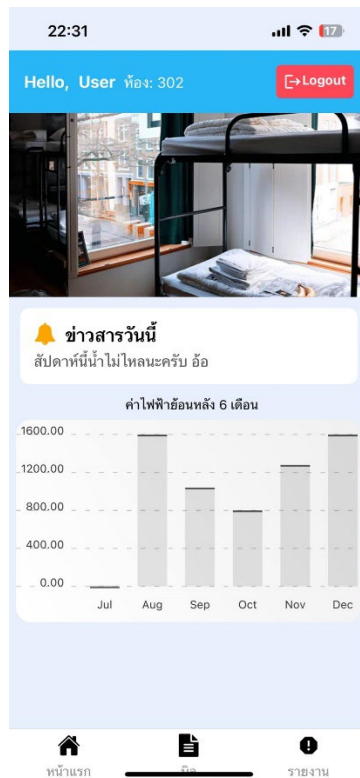 22:31
17
Hello, User ห้อง: 302
Logout
ข่าวสารวันนี้
สัปดาห์นี้น้ำไม่ไหลนะครับ อ้อ
ค่าไฟฟ้าย้อนหลัง 6 เดือน
1600.00
1200.00
800.00
400.00
0.00
Jul Aug Sep Oct Nov Dec
หน้าแรก บิล รายงาน